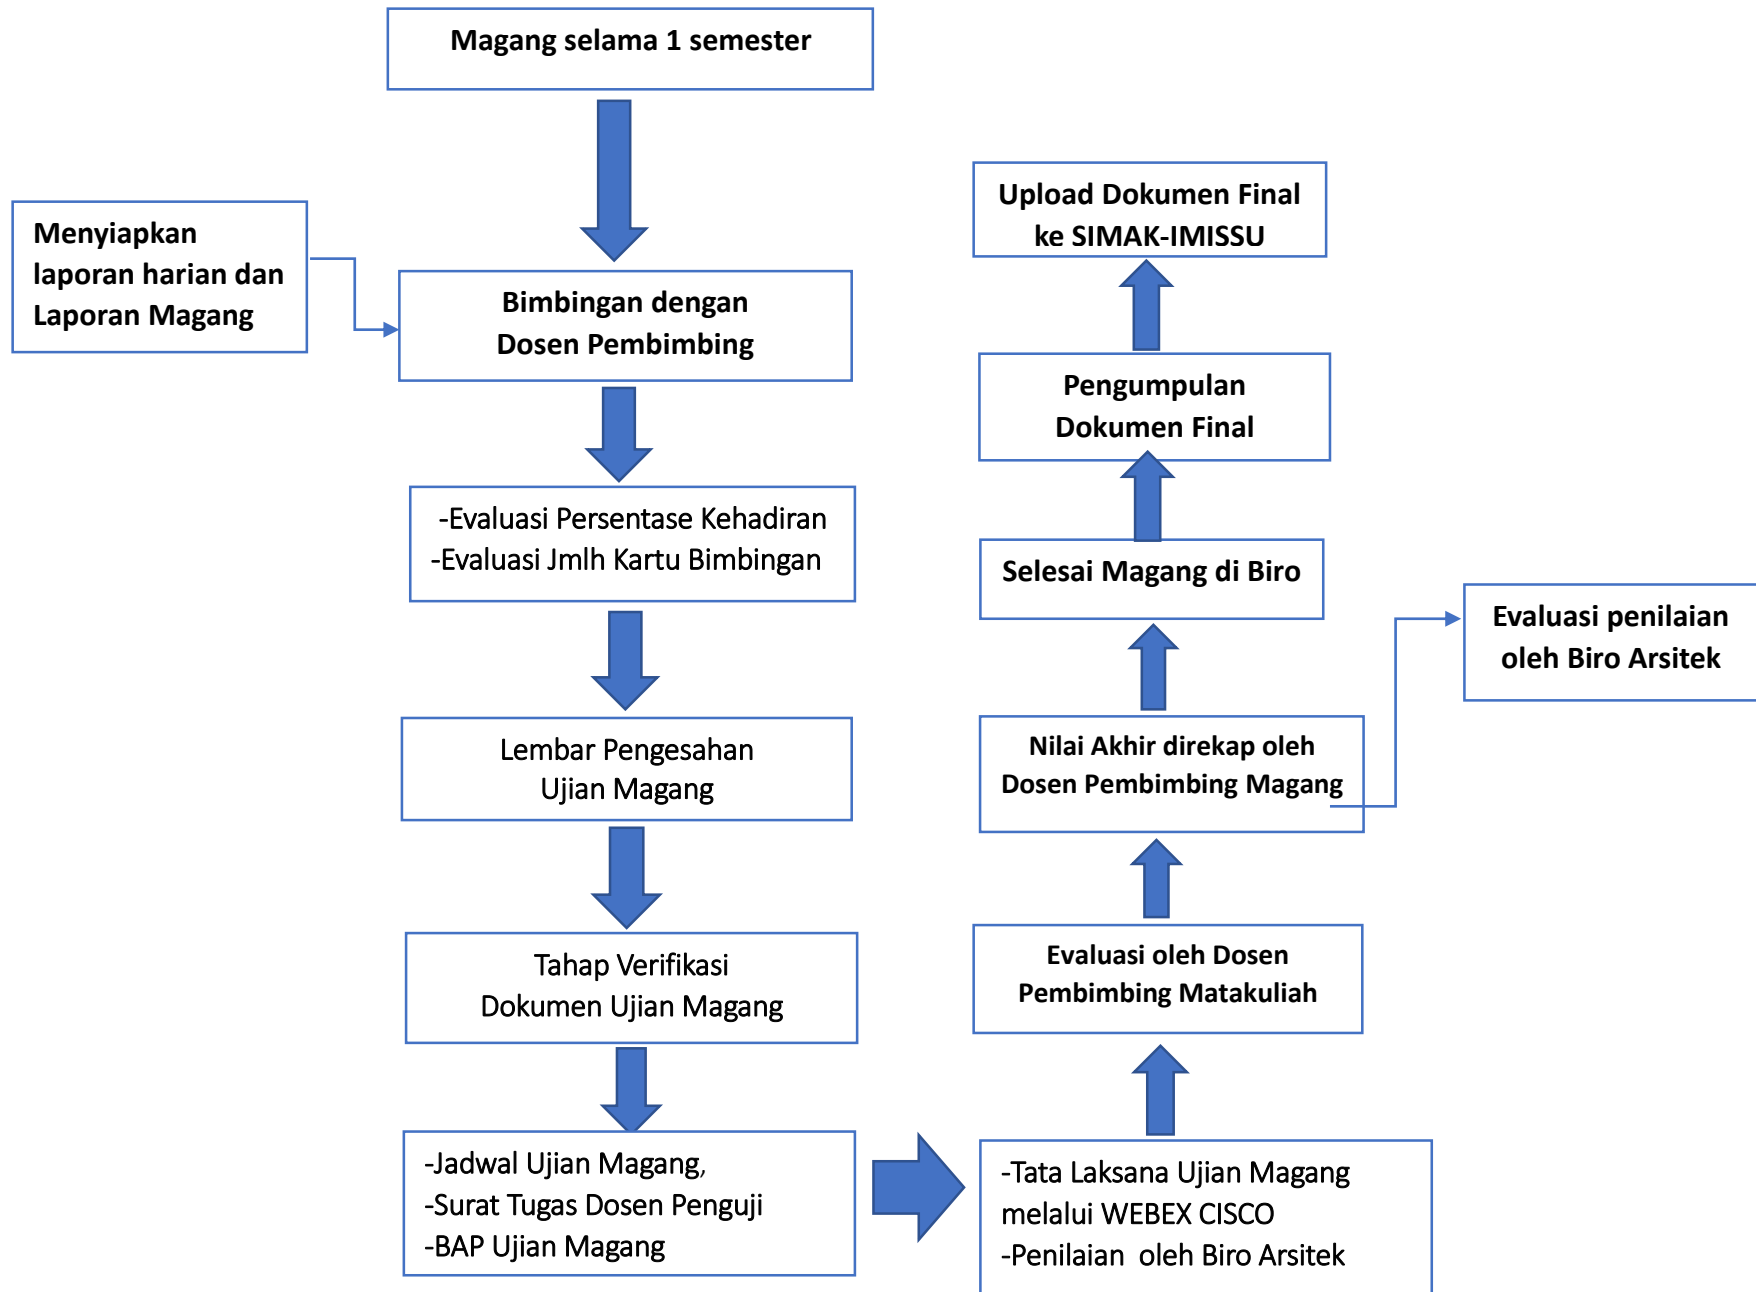 Magang selama 1 semester
Menyiapkan
laporan harian dan
Laporan Magang
Bimbingan dengan
Dosen Pembimbing
-Evaluasi Persentase Kehadiran
-Evaluasi Jmlh Kartu Bimbingan
Lembar Pengesahan
Ujian Magang
Tahap Verifikasi
Dokumen Ujian Magang
-Jadwal Ujian Magang,
-Surat Tugas Dosen Penguji
-BAP Ujian Magang
-Tata Laksana Ujian Magang
melalui WEBEX CISCO
-Penilaian oleh Biro Arsitek
Evaluasi oleh Dosen
Pembimbing Matakuliah
Nilai Akhir direkap oleh
Dosen Pembimbing Magang
Evaluasi penilaian
oleh Biro Arsitek
Selesai Magang di Biro
Pengumpulan
Dokumen Final
Upload Dokumen Final
ke SIMAK-IMISSU